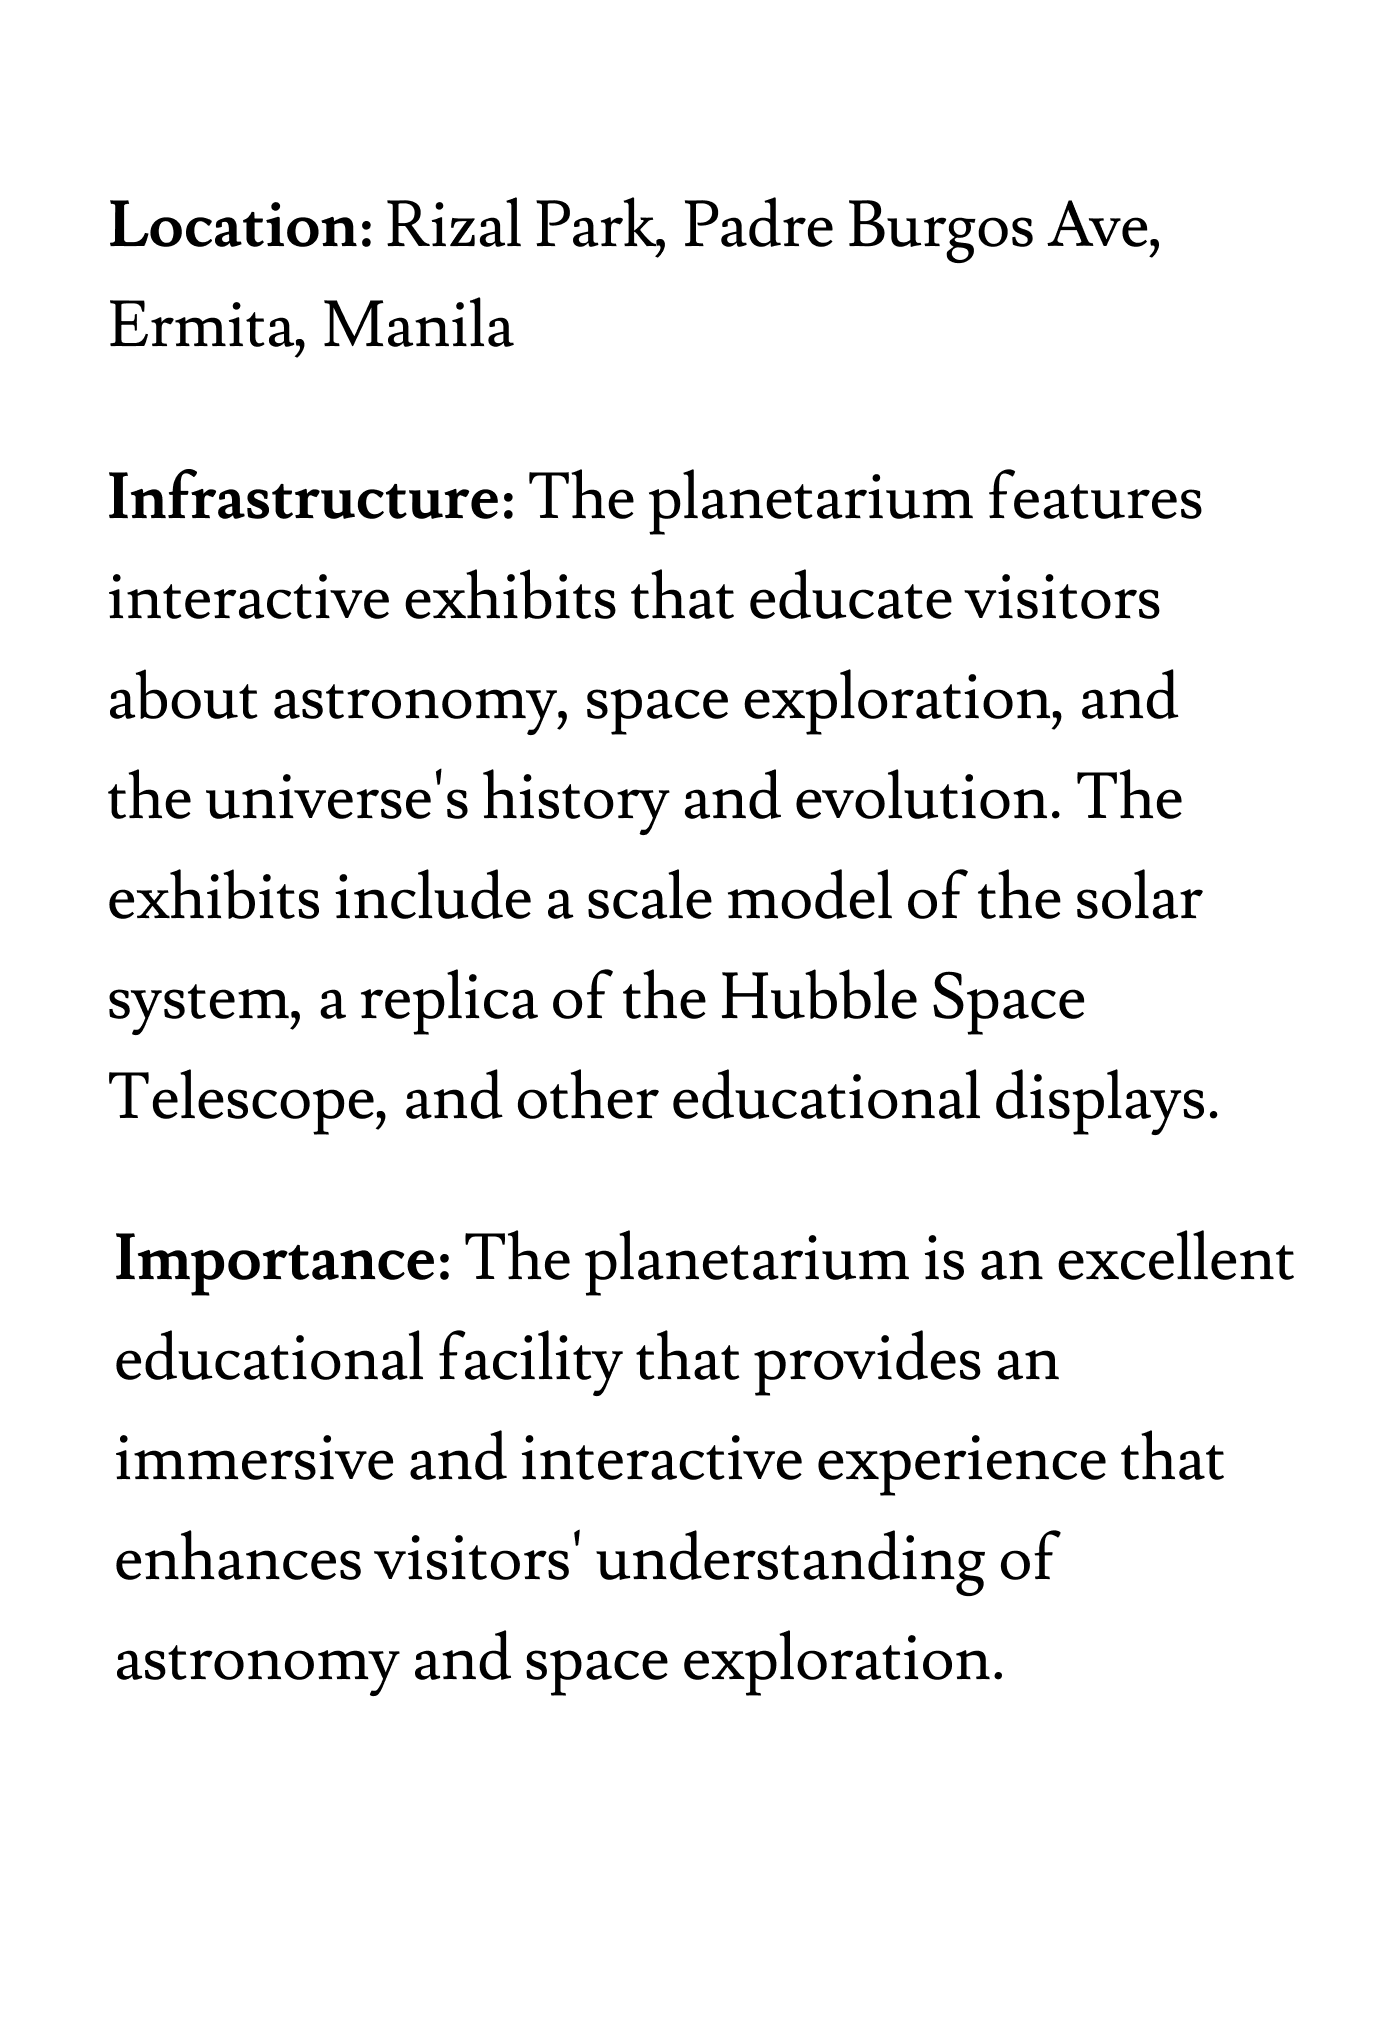 Location: Rizal Park, Padre Burgos Ave,
Ermita, Manila
Infrastructure: The planetarium features
interactive exhibits that educate visitors
about astronomy, space exploration, and
the universe's history and evolution. The
exhibits include a scale model of the solar
system, a replica of the Hubble Space
Telescope, and other educational displays.
Importance: The planetarium is an excellent
educational facility that provides an
immersive and interactive experience that
enhances visitors' understanding of
astronomy and space exploration.